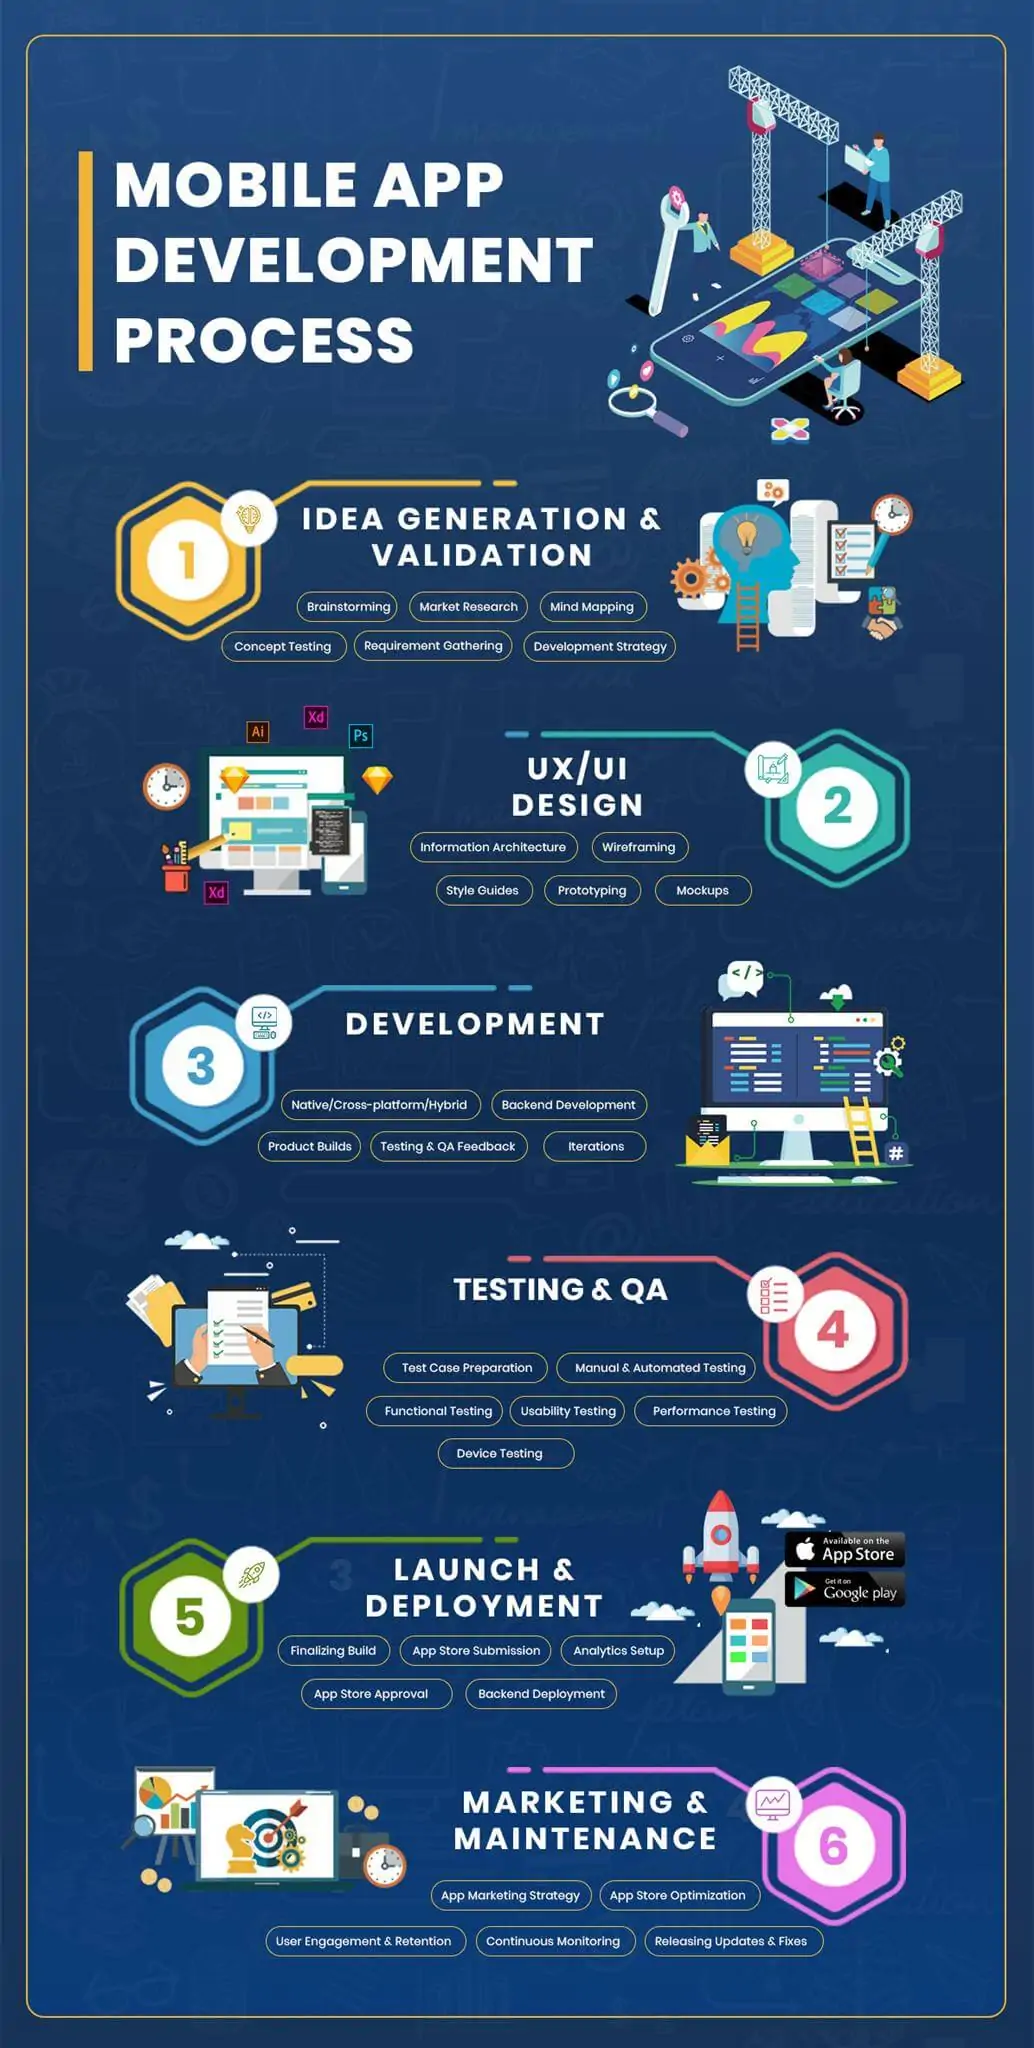 MOBILE APP
DEVELOPMENT
PROCESS
1
IDEA GENERATION &
VALIDATION
Brainstorming
Market Research
Mind Mapping
Concept Testing
Requirement Gathering
Development Strategy
Ai
Xd
Ps
Xd
UX/UI
DESIGN
2
Information Architecture
Wireframing
Style Guides
Prototyping
Mockups
3
</>
DEVELOPMENT
</>
#
Native/Cross-platform/Hybrid
Backend Development
Product Builds
Testing & QA Feedback
Iterations
TESTING & QA
4
Test Case Preparation
Manual & Automated Testing
Functional Testing
Usability Testing
Performance Testing
Device Testing
5
3
LAUNCH &
DEPLOYMENT
Available on the
App Store
Get it on
Google play
Finalizing Build
App Store Submission
Analytics Setup
App Store Approval
Backend Deployment
MARKETING &
MAINTENANCE
6
App Marketing Strategy
App Store Optimization
User Engagement & Retention
Continuous Monitoring
Releasing Updates & Fixes